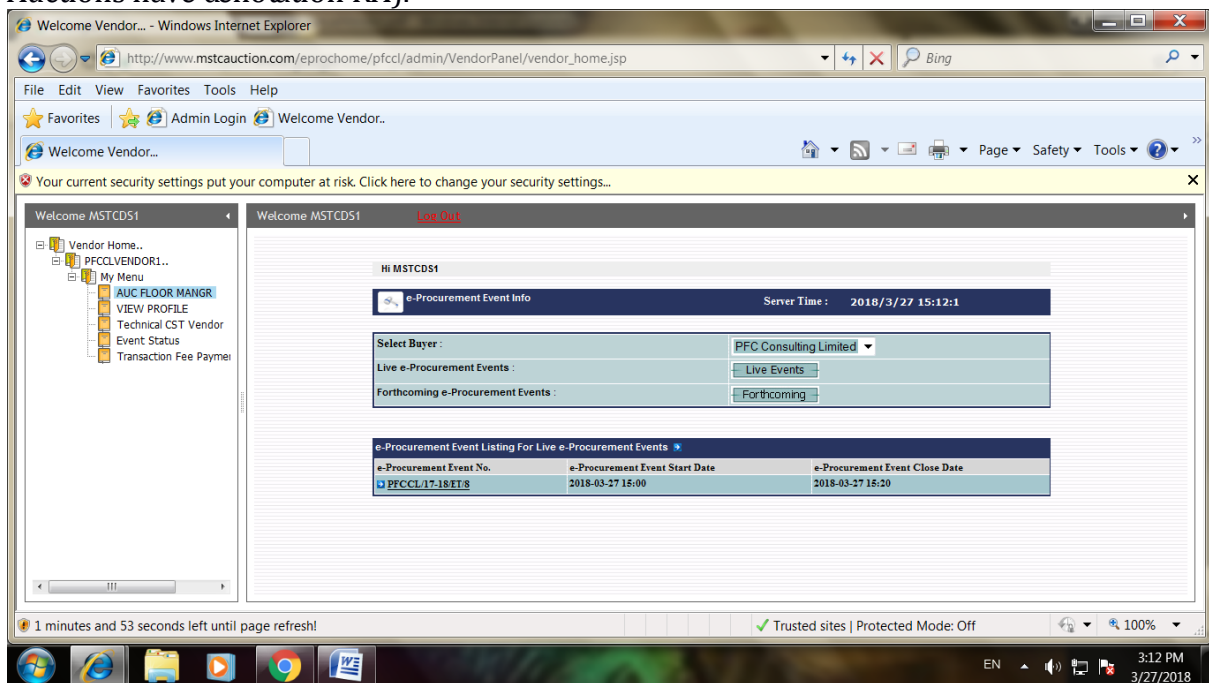 Welcome Vendor... - Windows Internet Explorer
http://www.mstcauction.com/eprochome/pfccl/admin/VendorPanel/vendor_home.jsp
Bing
File Edit View Favorites Tools Help
Favorites Admin Login Welcome Vendor..
Welcome Vendor...
Page Safety Tools
Your current security settings put your computer at risk. Click here to change your security settings...
Welcome MSTCDS1
Welcome MSTCDS1 Log Out
Vendor Home..
PFCCLVENDOR1..
My Menu
AUC FLOOR MANGR
VIEW PROFILE
Technical CST Vendor
Event Status
Transaction Fee Paymer
Hi MSTCDS1
e-Procurement Event Info Server Time : 2018/3/27 15:12:1
Select Buyer : PFC Consulting Limited
Live e-Procurement Events : Live Events
Forthcoming e-Procurement Events : Forthcoming
e-Procurement Event Listing For Live e-Procurement Events
e-Procurement Event No. e-Procurement Event Start Date e-Procurement Event Close Date
PFCCL/17-18/ET/8 2018-03-27 15:00 2018-03-27 15:20
1 minutes and 53 seconds left until page refresh!
Trusted sites | Protected Mode: Off 100%
EN 3:12 PM
3/27/2018